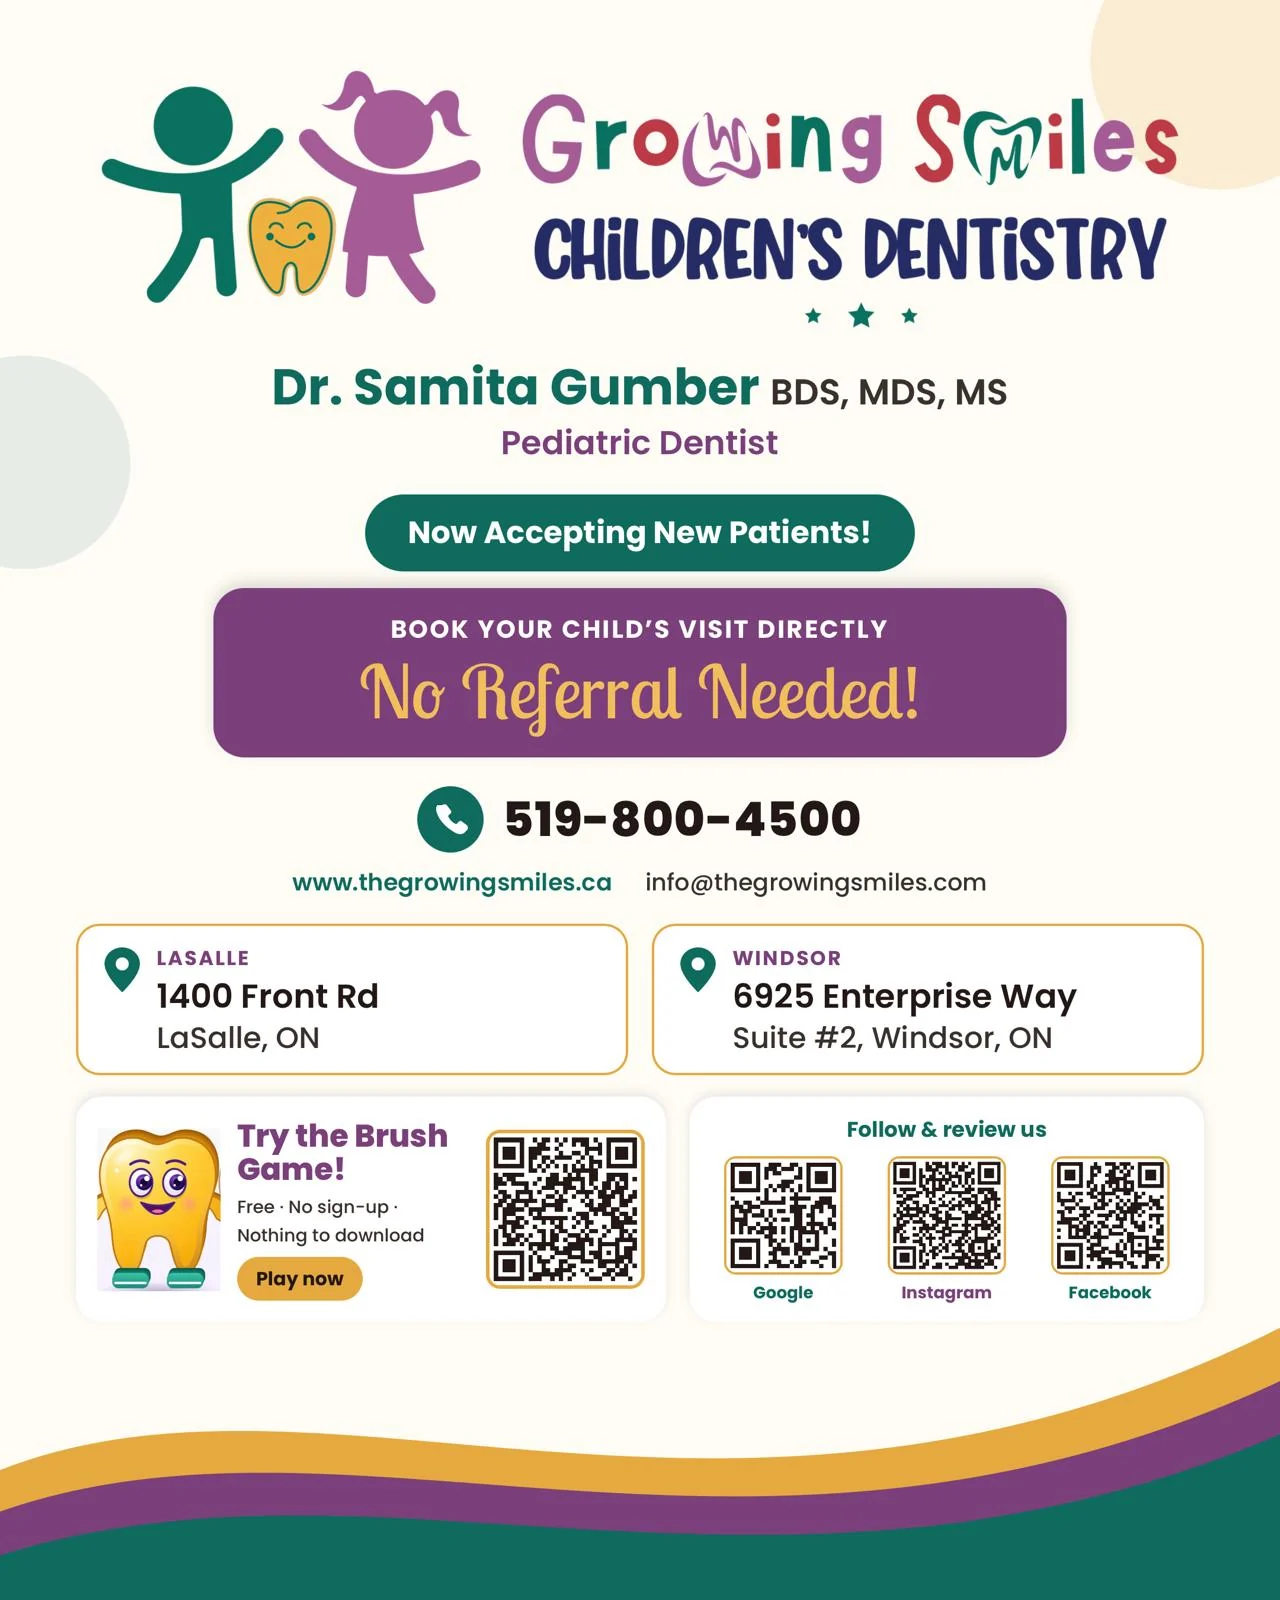 Growing Smiles
CHiLDREN'S DENTiSTRY
Dr. Samita Gumber BDS, MDS, MS
Pediatric Dentist
Now Accepting New Patients!
BOOK YOUR CHILD’S VISIT DIRECTLY
No Referral Needed!
519-800-4500
www.thegrowingsmiles.ca info@thegrowingsmiles.com
LASALLE
1400 Front Rd
LaSalle, ON
WINDSOR
6925 Enterprise Way
Suite #2, Windsor, ON
Try the Brush
Game!
Free · No sign-up ·
Nothing to download
Play now
Follow & review us
Google
Instagram
Facebook